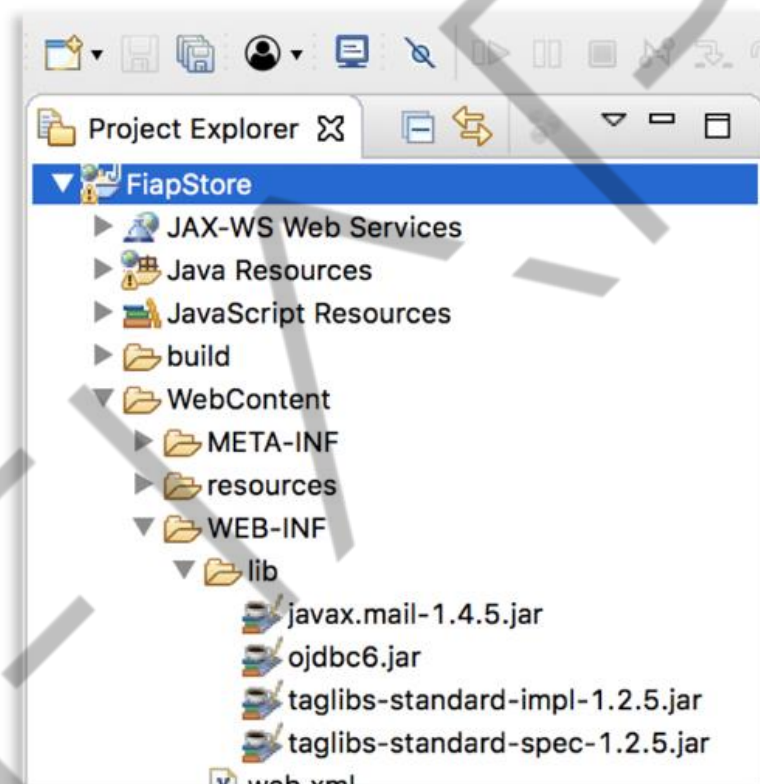 Project Explorer
FiapStore
JAX-WS Web Services
Java Resources
JavaScript Resources
build
WebContent
META-INF
resources
WEB-INF
lib
javax.mail-1.4.5.jar
ojdbc6.jar
taglibs-standard-impl-1.2.5.jar
taglibs-standard-spec-1.2.5.jar
web.xml